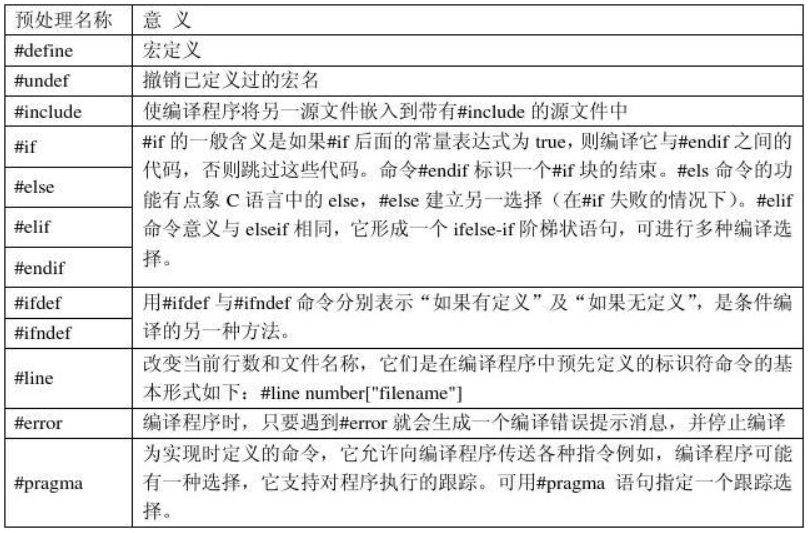 预处理名称 意 义
#define 宏定义
#undef 撤销已定义过的宏名
#include 使编译程序将另一源文件嵌入到带有#include 的源文件中
#if
#else
#elif
#endif
#if 的一般含义是如果#if 后面的常量表达式为 true，则编译它与#endif 之间的
代码，否则跳过这些代码。命令#endif 标识一个#if 块的结束。#els 命令的功
能有点象 C 语言中的 else，#else 建立另一选择（在#if 失败的情况下）。#elif
命令意义与 elseif 相同，它形成一个 ifelse-if 阶梯状语句，可进行多种编译选
择。
#ifdef
#ifndef
用#ifdef 与#ifndef 命令分别表示“如果有定义”及“如果无定义”，是条件编
译的另一种方法。
#line
改变当前行数和文件名称，它们是在编译程序中预先定义的标识符命令的基
本形式如下：#line number["filename"]
#error 编译程序时，只要遇到#error 就会生成一个编译错误提示消息，并停止编译
#pragma
为实现时定义的命令，它允许向编译程序传送各种指令例如，编译程序可能
有一种选择，它支持对程序执行的跟踪。可用#pragma 语句指定一个跟踪选
择。